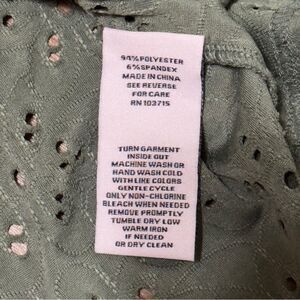 94% POLYESTER
6% SPANDEX
MADE IN CHINA
SEE REVERSE
FOR CARE
RN 103715
TURN GARMENT
INSIDE OUT
MACHINE WASH OR
HAND WASH COLD
WITH LIKE COLORS
GENTLE CYCLE
ONLY NON-CHLORINE
BLEACH WHEN NEEDED
REMOVE PROMPTLY
TUMBLE DRY LOW
WARM IRON
IF NEEDED
OR DRY CLEAN